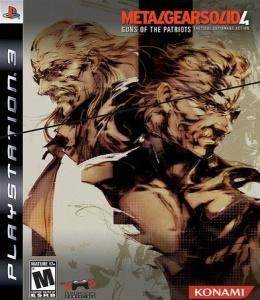 PLAYSTATION 3
METAL GEAR SOLID 4
GUNS OF THE PATRIOTS TACTICAL ESPIONAGE ACTION
MATURE 17+
M
ESRB
KONAMI